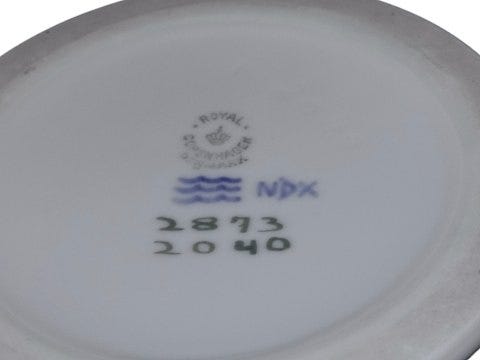 ROYAL
COPENHAGEN
DENMARK
NDX
2873
2040